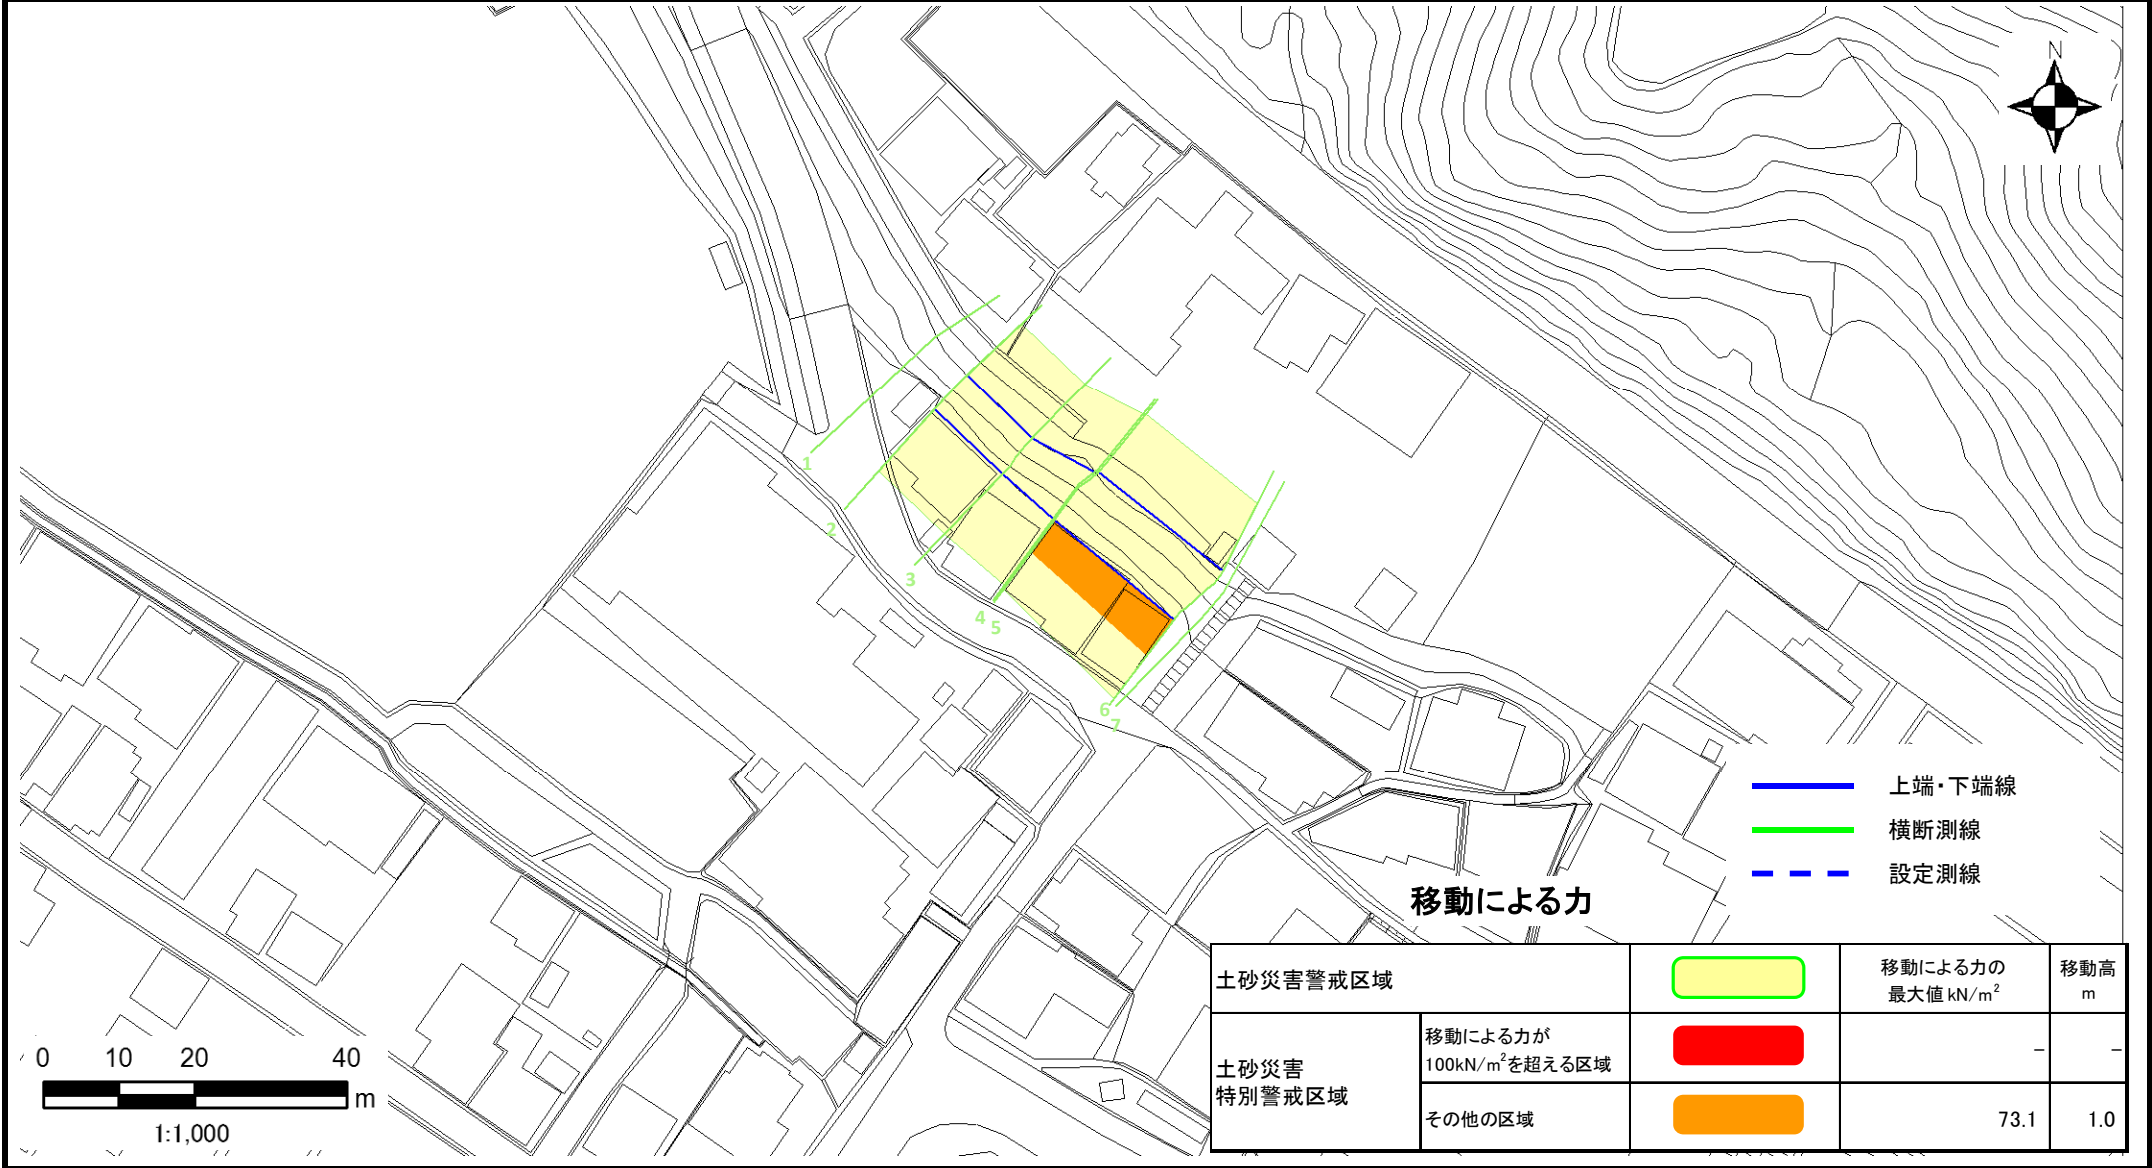 N
1
2
3
4
5
6
7
上端・下端線
横断測線
設定測線
移動による力
土砂災害警戒区域
移動による力の
最大値 kN/m²
移動高
m
土砂災害
特別警戒区域
移動による力が
100kN/m²を超える区域
－
－
その他の区域
73.1
1.0
0 10 20 40
m
1:1,000